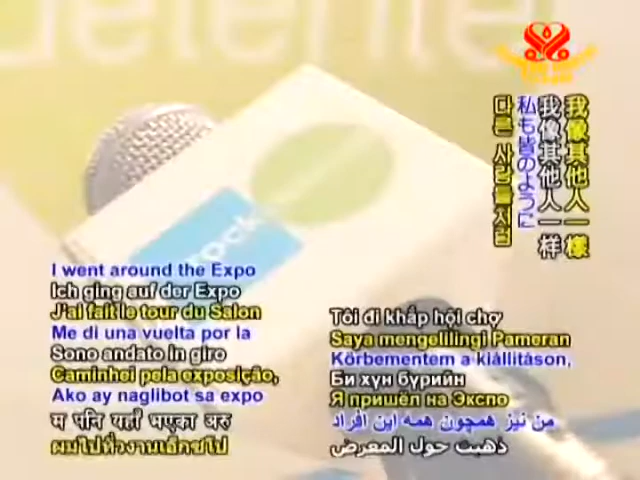 我像其他人一樣
我像其他人一样
私も皆のように
다른 사람들처럼
I went around the Expo
Ich ging auf der Expo
J'ai fait le tour du Salon
Me di una vuelta por la
Sono andato in giro
Caminhei pela exposição,
Ako ay naglibot sa expo
म पनि यहाँ भएका अरु
ผมไปทั่วงานเอ็กซ์โป
Tôi đi khắp hội chợ
Saya mengelilingi Pameran
Körbementem a kiállításon,
Би хүн бүрийн
Я пришёл на Экспо
من نیز همچون همه این افراد
ذهبت حول المعرض